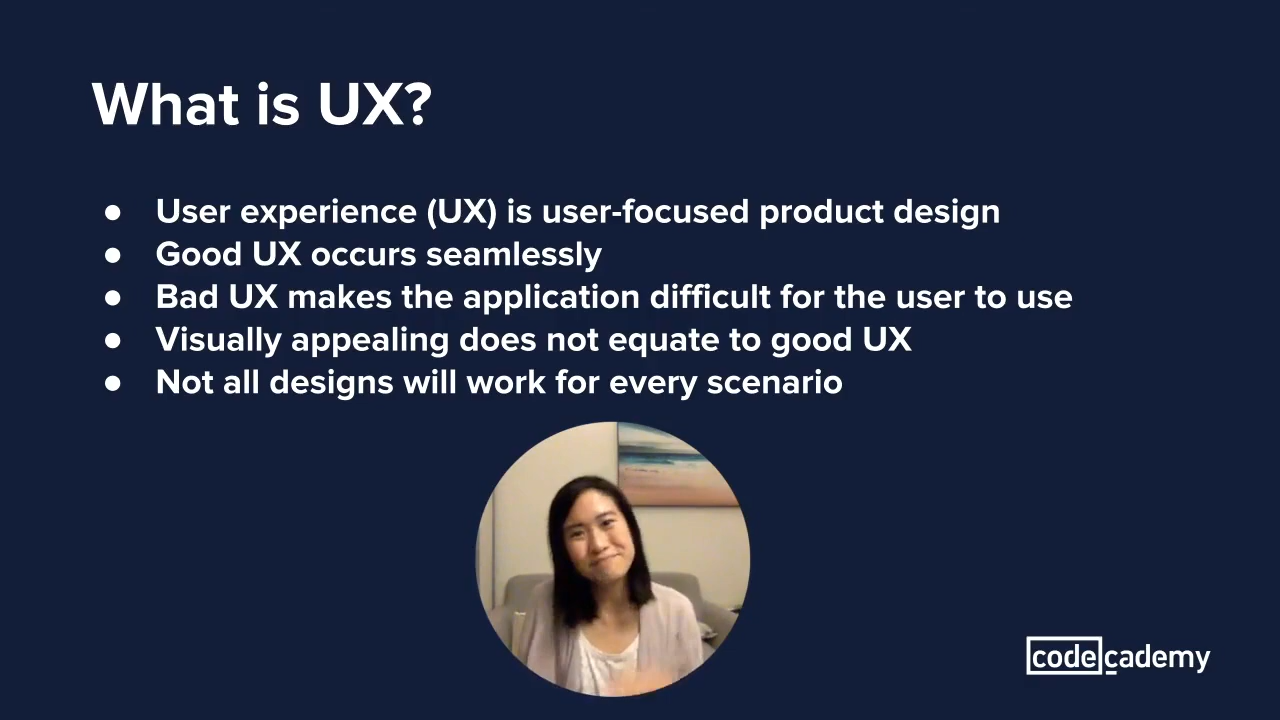 What is UX?
● User experience (UX) is user-focused product design
● Good UX occurs seamlessly
● Bad UX makes the application difficult for the user to use
● Visually appealing does not equate to good UX
● Not all designs will work for every scenario
codecademy